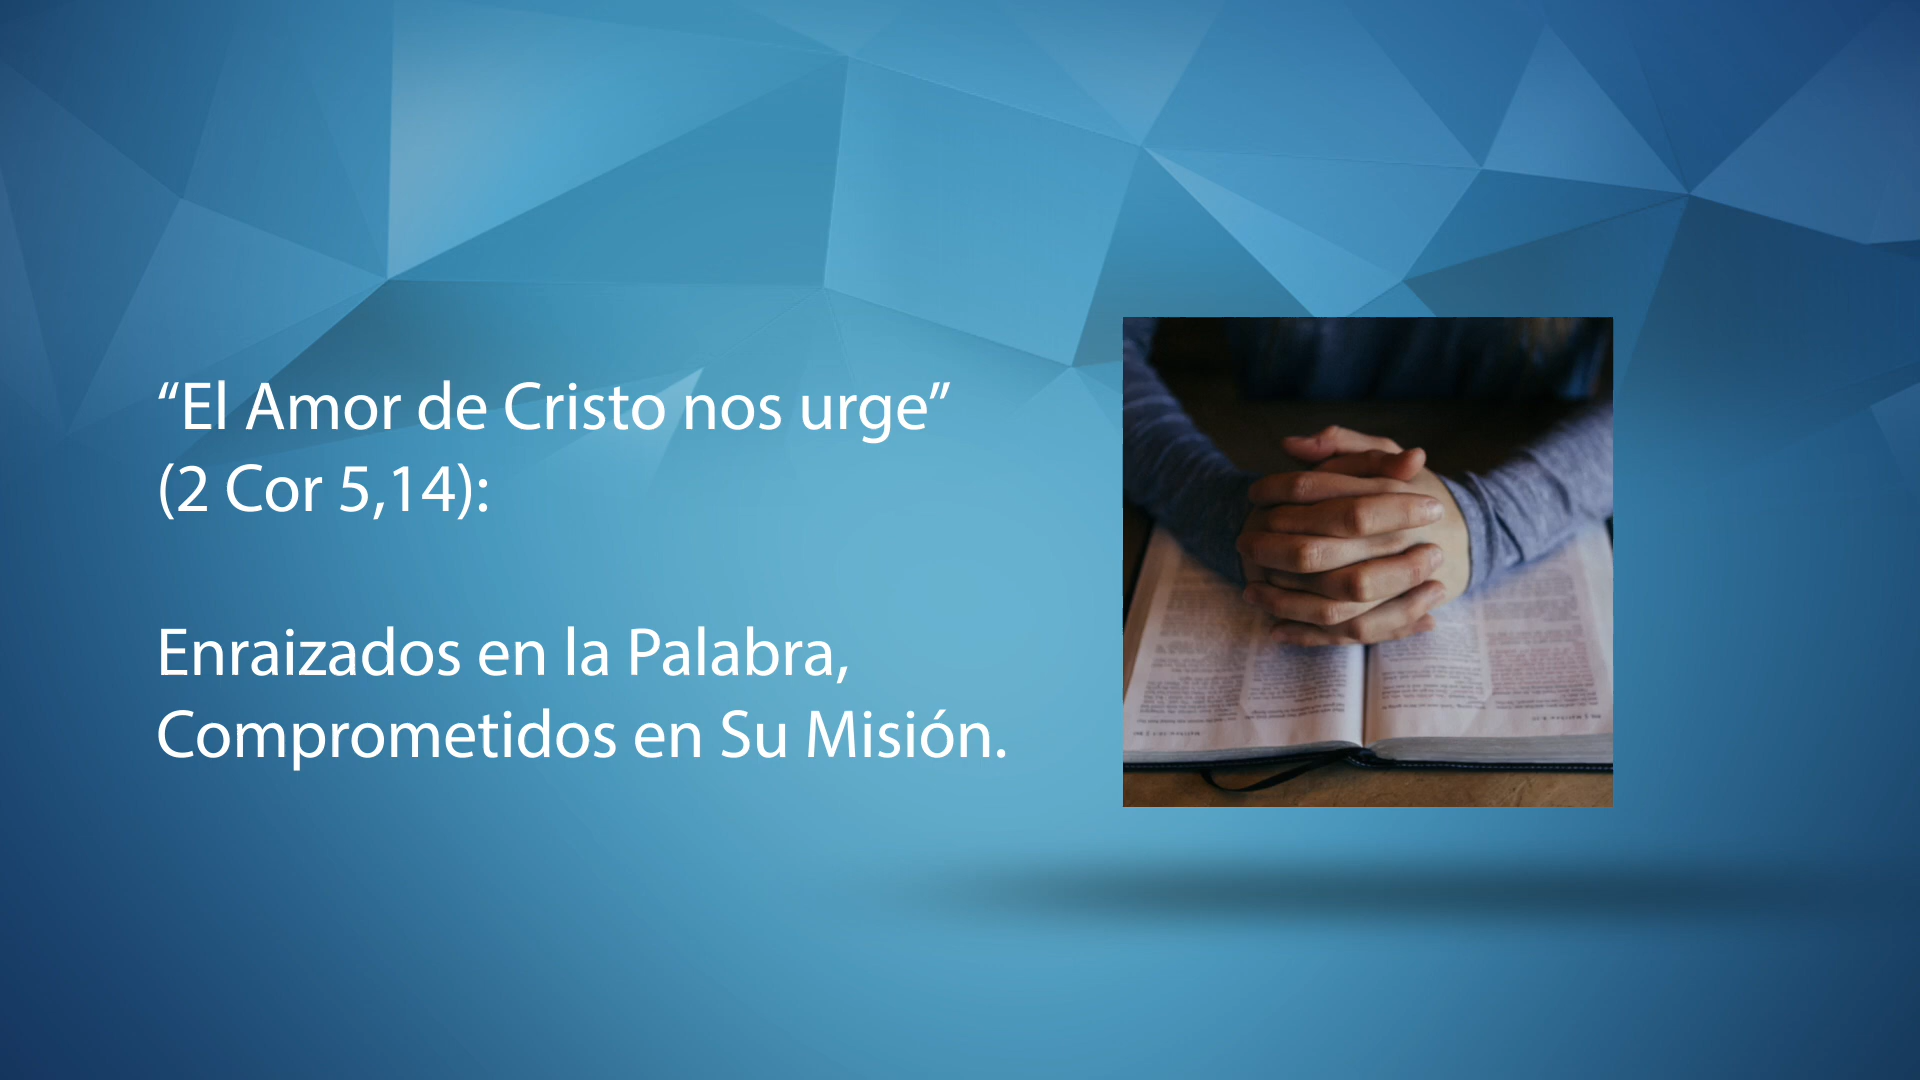 “El Amor de Cristo nos urge”
(2 Cor 5,14):
Enraizados en la Palabra,
Comprometidos en Su Misión.